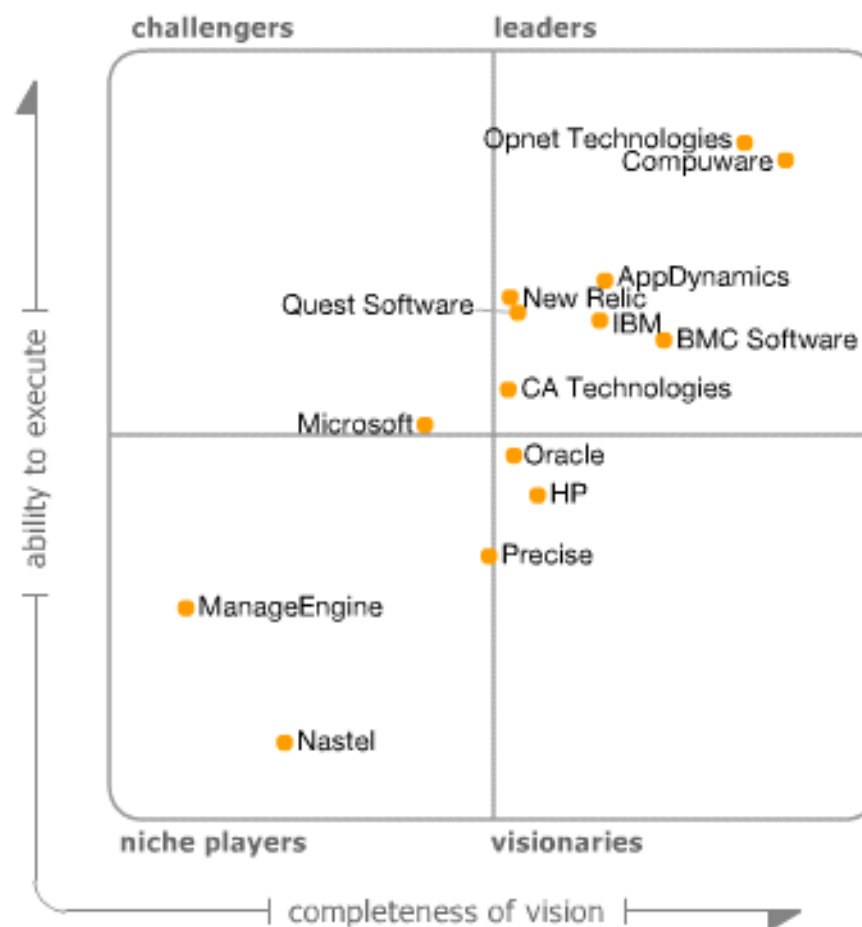 challengers
leaders
Opnet Technologies
Compuware
AppDynamics
New Relic
Quest Software
IBM
BMC Software
CA Technologies
Microsoft
Oracle
HP
Precise
ManageEngine
Nastel
niche players
visionaries
ability to execute
completeness of vision